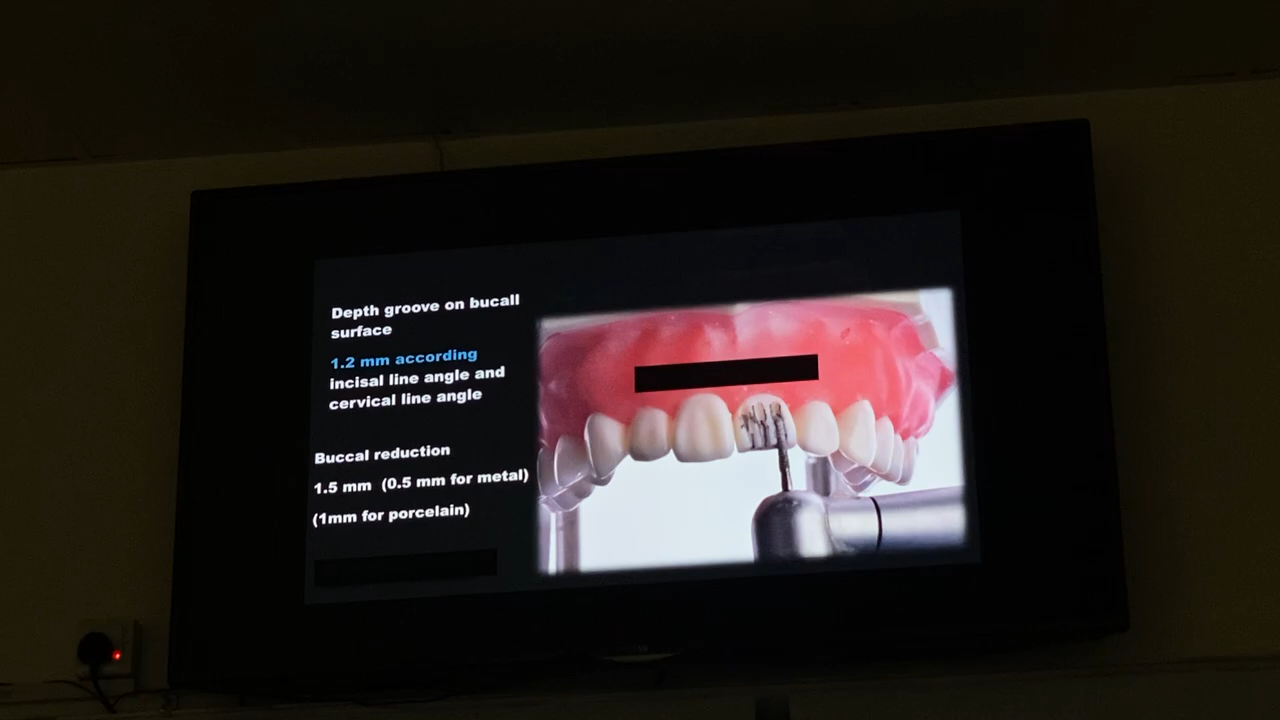 Depth groove on bucall
surface
1.2 mm according
incisal line angle and
cervical line angle
Buccal reduction
1.5 mm (0.5 mm for metal)
(1mm for porcelain)